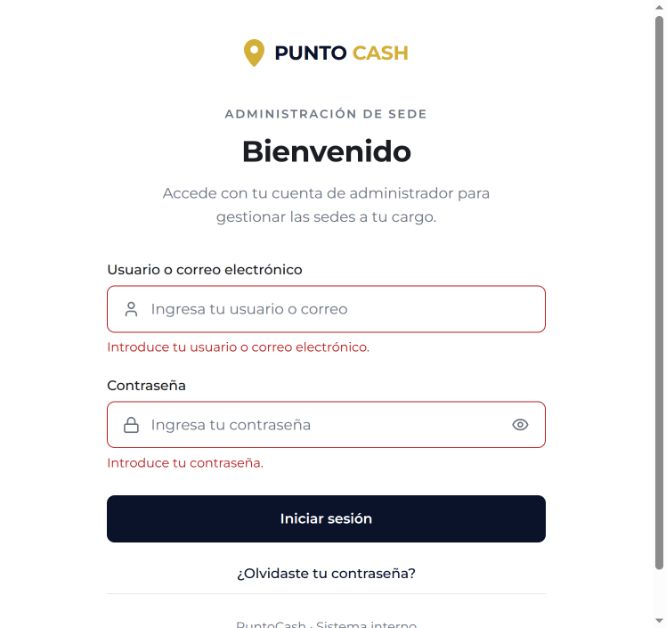 PUNTO CASH
ADMINISTRACIÓN DE SEDE
Bienvenido
Accede con tu cuenta de administrador para
gestionar las sedes a tu cargo.
Usuario o correo electrónico
Ingresa tu usuario o correo
Introduce tu usuario o correo electrónico.
Contraseña
Ingresa tu contraseña
Introduce tu contraseña.
Iniciar sesión
¿Olvidaste tu contraseña?
PuntoCash · Sistema interno